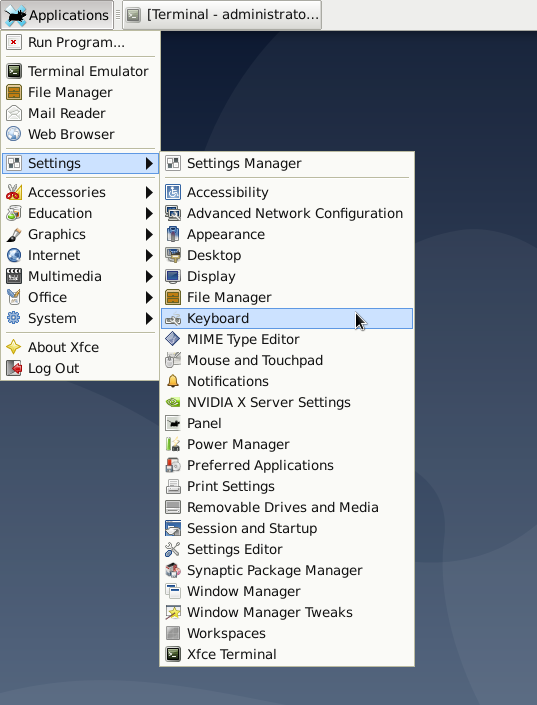 Applications
[Terminal - administrato...
Run Program...
Terminal Emulator
File Manager
Mail Reader
Web Browser
Settings
Accessories
Education
Graphics
Internet
Multimedia
Office
System
About Xfce
Log Out
Settings Manager
Accessibility
Advanced Network Configuration
Appearance
Desktop
Display
File Manager
Keyboard
MIME Type Editor
Mouse and Touchpad
Notifications
NVIDIA X Server Settings
Panel
Power Manager
Preferred Applications
Print Settings
Removable Drives and Media
Session and Startup
Settings Editor
Synaptic Package Manager
Window Manager
Window Manager Tweaks
Workspaces
Xfce Terminal